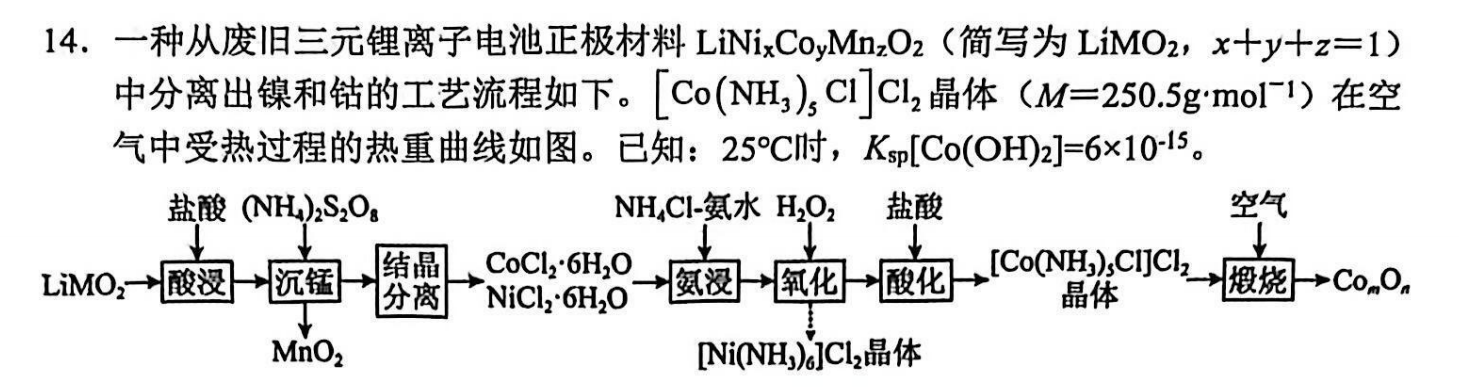 14. 一种从废旧三元锂离子电池正极材料 LiNiₓCoᵧMn_zO₂（简写为 LiMO₂，x+y+z=1）
中分离出镍和钴的工艺流程如下。[Co(NH₃)₅Cl]Cl₂ 晶体（M=250.5g·mol⁻¹）在空
气中受热过程的热重曲线如图。已知：25℃时，Kₛₚ[Co(OH)₂]=6×10⁻¹⁵。
盐酸 (NH₄)₂S₂O₈ NH₄Cl-氨水 H₂O₂ 盐酸 空气
LiMO₂ 酸浸 沉锰 结晶分离 CoCl₂·6H₂O NiCl₂·6H₂O 氨浸 氧化 酸化 [Co(NH₃)₅Cl]Cl₂ 晶体 煅烧 CoₘOₙ
MnO₂ [Ni(NH₃)₆]Cl₂晶体